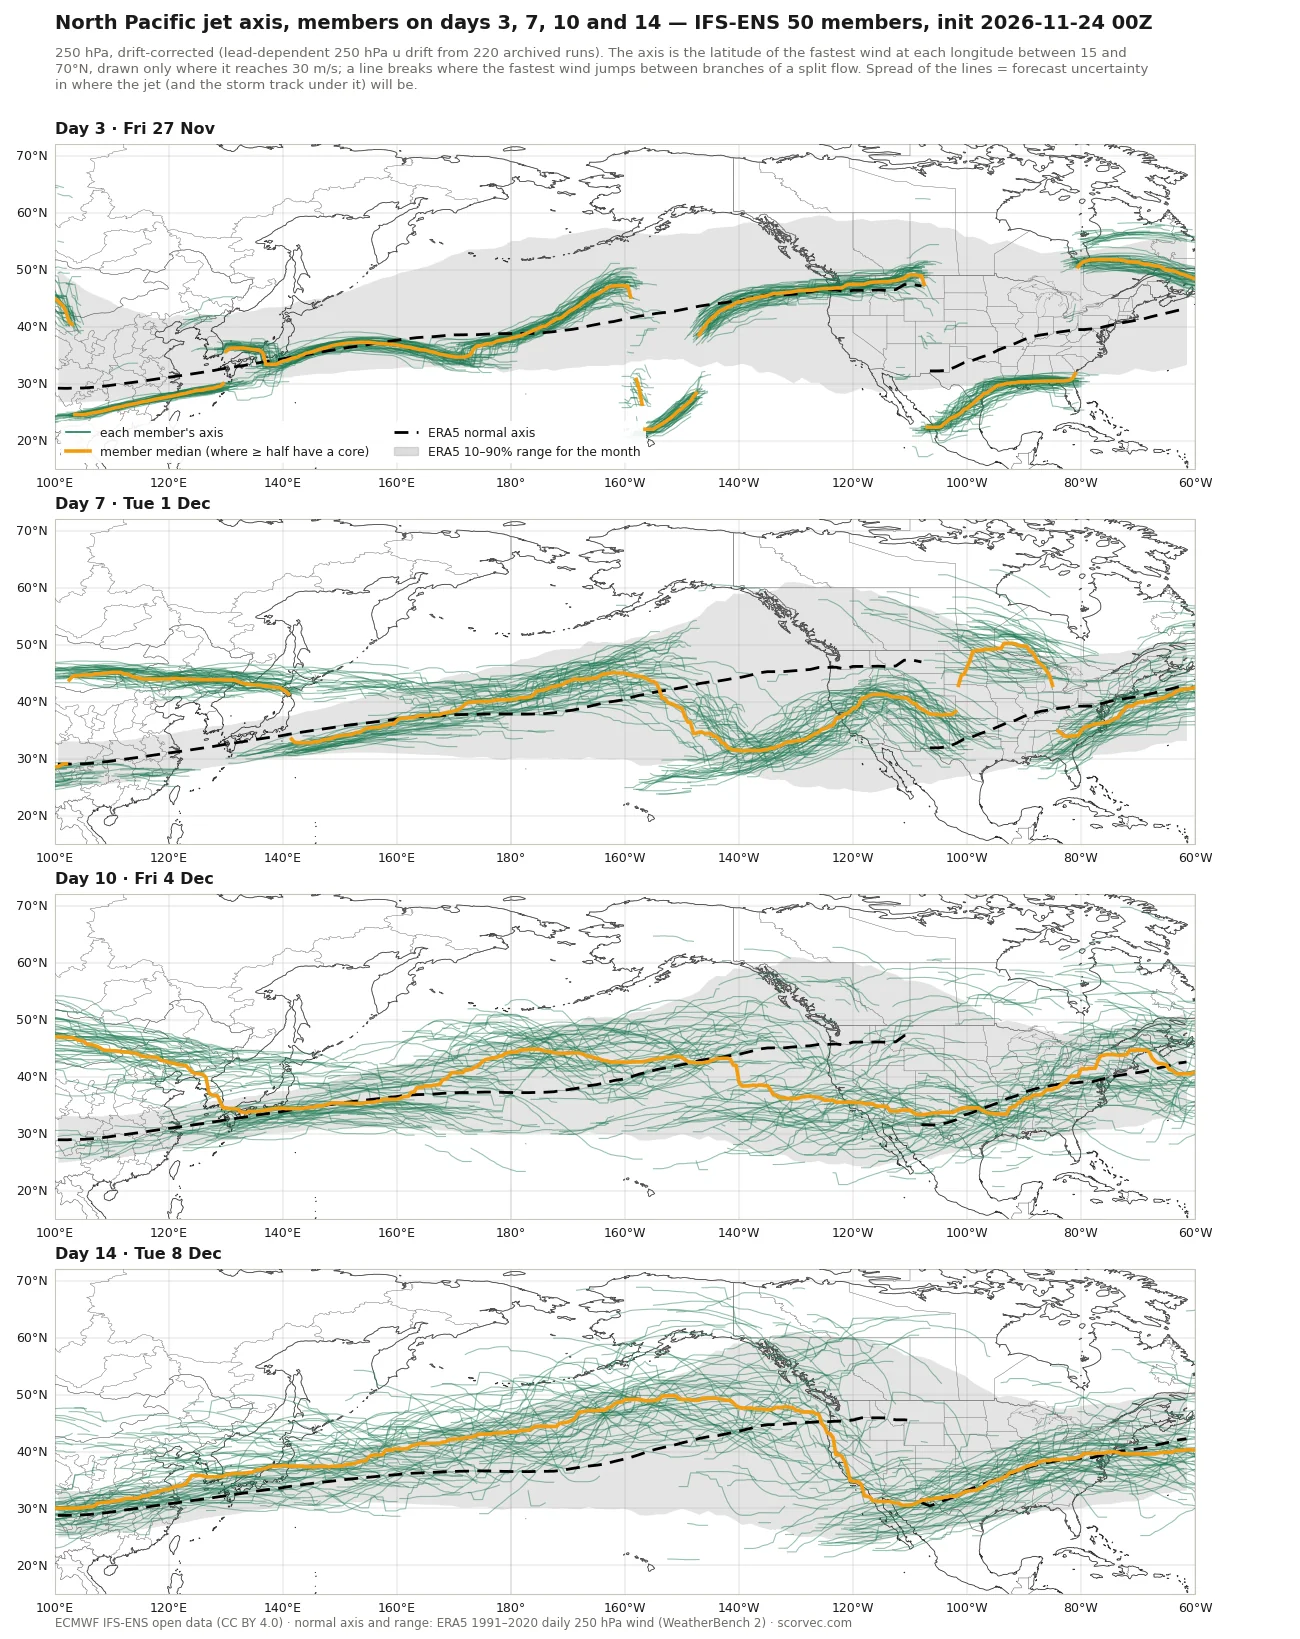 North Pacific jet axis, members on days 3, 7, 10 and 14 — IFS-ENS 50 members, init 2026-11-24 00Z
250 hPa, drift-corrected (lead-dependent 250 hPa u drift from 220 archived runs). The axis is the latitude of the fastest wind at each longitude between 15 and
70°N, drawn only where it reaches 30 m/s; a line breaks where the fastest wind jumps between branches of a split flow. Spread of the lines = forecast uncertainty
in where the jet (and the storm track under it) will be.
Day 3 · Fri 27 Nov
70°N
60°N
50°N
40°N
30°N
20°N
each member's axis
member median (where ≥ half have a core)
ERA5 normal axis
ERA5 10–90% range for the month
100°E 120°E 140°E 160°E 180° 160°W 140°W 120°W 100°W 80°W 60°W
Day 7 · Tue 1 Dec
70°N
60°N
50°N
40°N
30°N
20°N
100°E 120°E 140°E 160°E 180° 160°W 140°W 120°W 100°W 80°W 60°W
Day 10 · Fri 4 Dec
70°N
60°N
50°N
40°N
30°N
20°N
100°E 120°E 140°E 160°E 180° 160°W 140°W 120°W 100°W 80°W 60°W
Day 14 · Tue 8 Dec
70°N
60°N
50°N
40°N
30°N
20°N
100°E 120°E 140°E 160°E 180° 160°W 140°W 120°W 100°W 80°W 60°W
ECMWF IFS-ENS open data (CC BY 4.0) · normal axis and range: ERA5 1991–2020 daily 250 hPa wind (WeatherBench 2) · scorvec.com